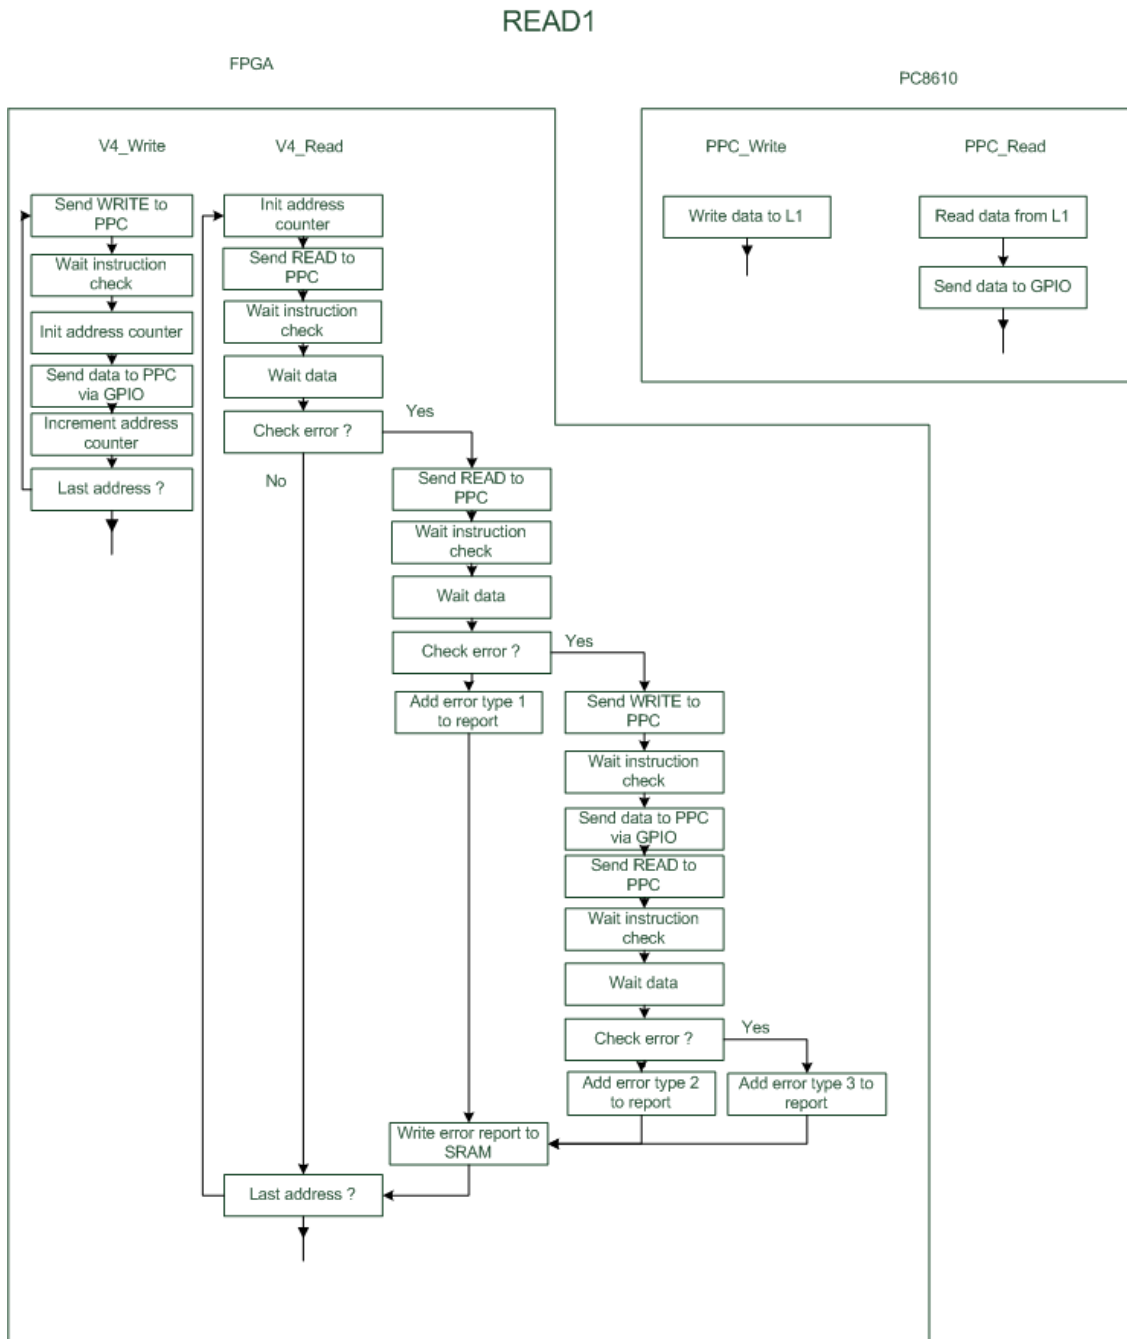 READ1
FPGA
PC8610
V4_Write
V4_Read
PPC_Write
PPC_Read
Send WRITE to
PPC
Wait instruction
check
Init address counter
Send data to PPC
via GPIO
Increment address
counter
Last address ?
Init address
counter
Send READ to
PPC
Wait instruction
check
Wait data
Check error ?
Yes
No
Write data to L1
Read data from L1
Send data to GPIO
Send READ to
PPC
Wait instruction
check
Wait data
Check error ?
Yes
Add error type 1
to report
Send WRITE to
PPC
Wait instruction
check
Send data to PPC
via GPIO
Send READ to
PPC
Wait instruction
check
Wait data
Check error ?
Yes
Add error type 2
to report
Add error type 3 to
report
Write error report to
SRAM
Last address ?